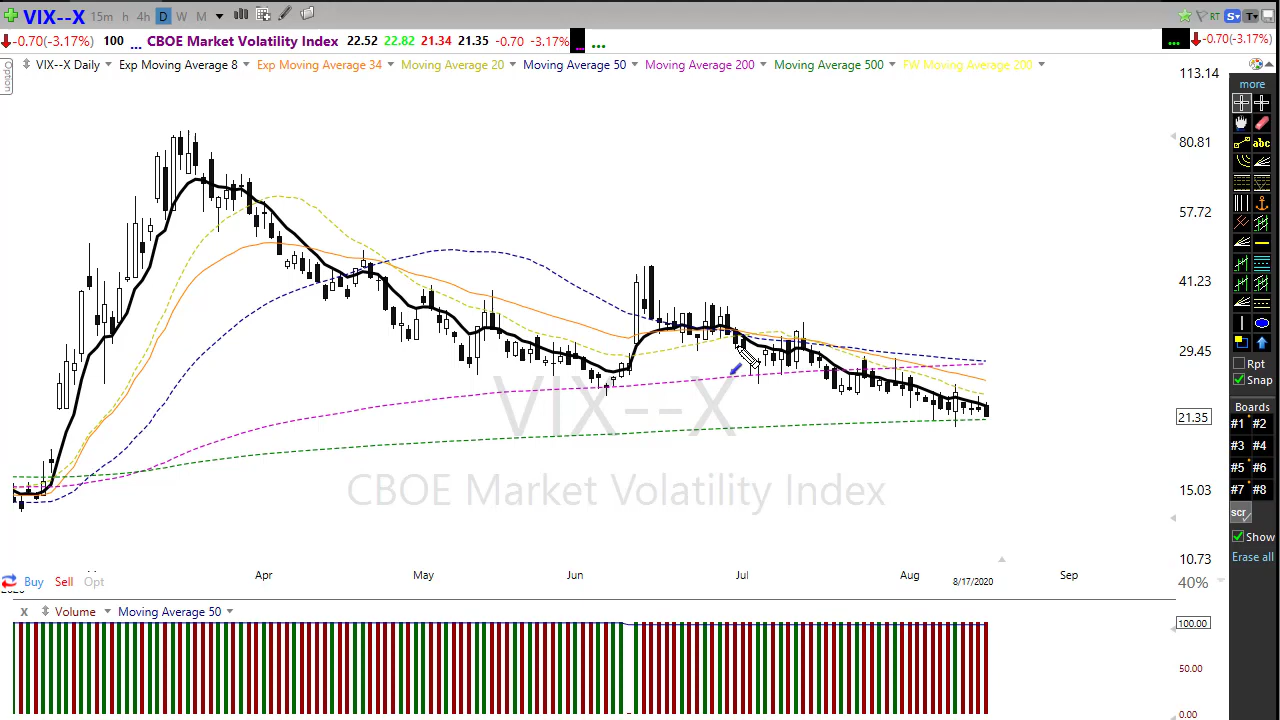 VIX--X 15m h 4h D W M RT S T
-0.70(-3.17%) 100 ... CBOE Market Volatility Index 22.52 22.82 21.34 21.35 -0.70 -3.17% ... ... ... -0.70(-3.17%)
Option
VIX--X Daily Exp Moving Average 8 Exp Moving Average 34 Moving Average 20 Moving Average 50 Moving Average 200 Moving Average 500 PW Moving Average 200
113.14
80.81
57.72
41.23
29.45
21.35
15.03
10.73
VIX--X
CBOE Market Volatility Index
more
abc
Rpt
Snap
Boards
#1 #2
#3 #4
#5 #6
#7 #8
scr
Show
Erase all
Apr May Jun Jul Aug 8/17/2020 Sep
Buy Sell Opt 40%
X Volume Moving Average 50
100.00
50.00
0.00